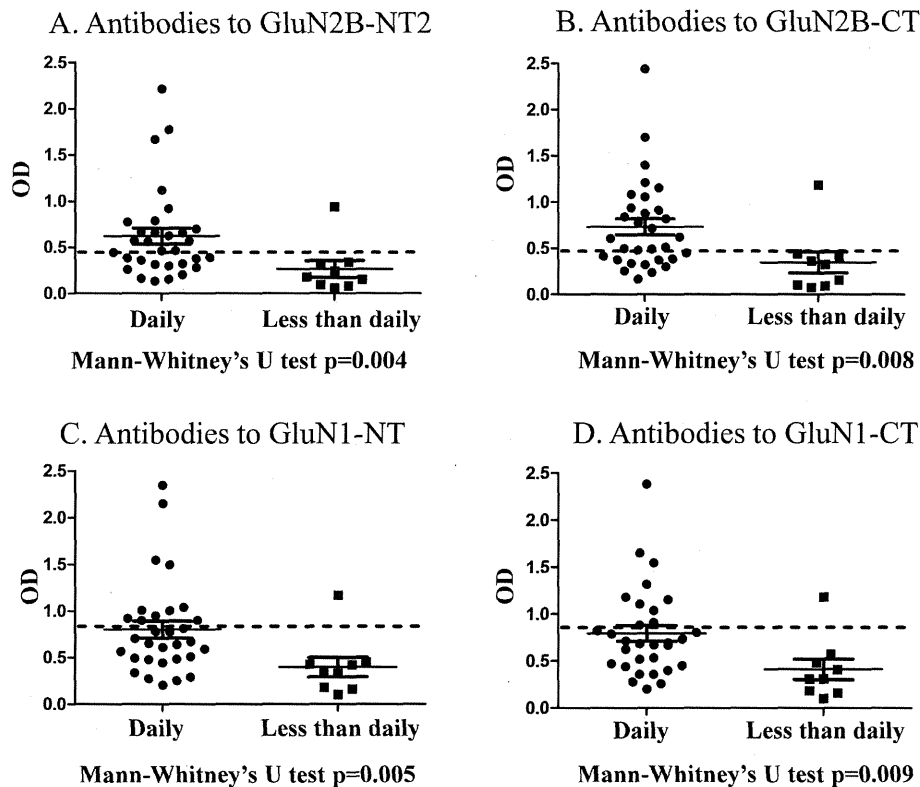 A. Antibodies to GluN2B-NT2
2.5
2.0
1.5
1.0
0.5
0.0
OD
Daily
Less than daily
Mann-Whitney's U test p=0.004
B. Antibodies to GluN2B-CT
2.5
2.0
1.5
1.0
0.5
0.0
OD
Daily
Less than daily
Mann-Whitney's U test p=0.008
C. Antibodies to GluN1-NT
2.5
2.0
1.5
1.0
0.5
0.0
OD
Daily
Less than daily
Mann-Whitney's U test p=0.005
D. Antibodies to GluN1-CT
2.5
2.0
1.5
1.0
0.5
0.0
OD
Daily
Less than daily
Mann-Whitney's U test p=0.009